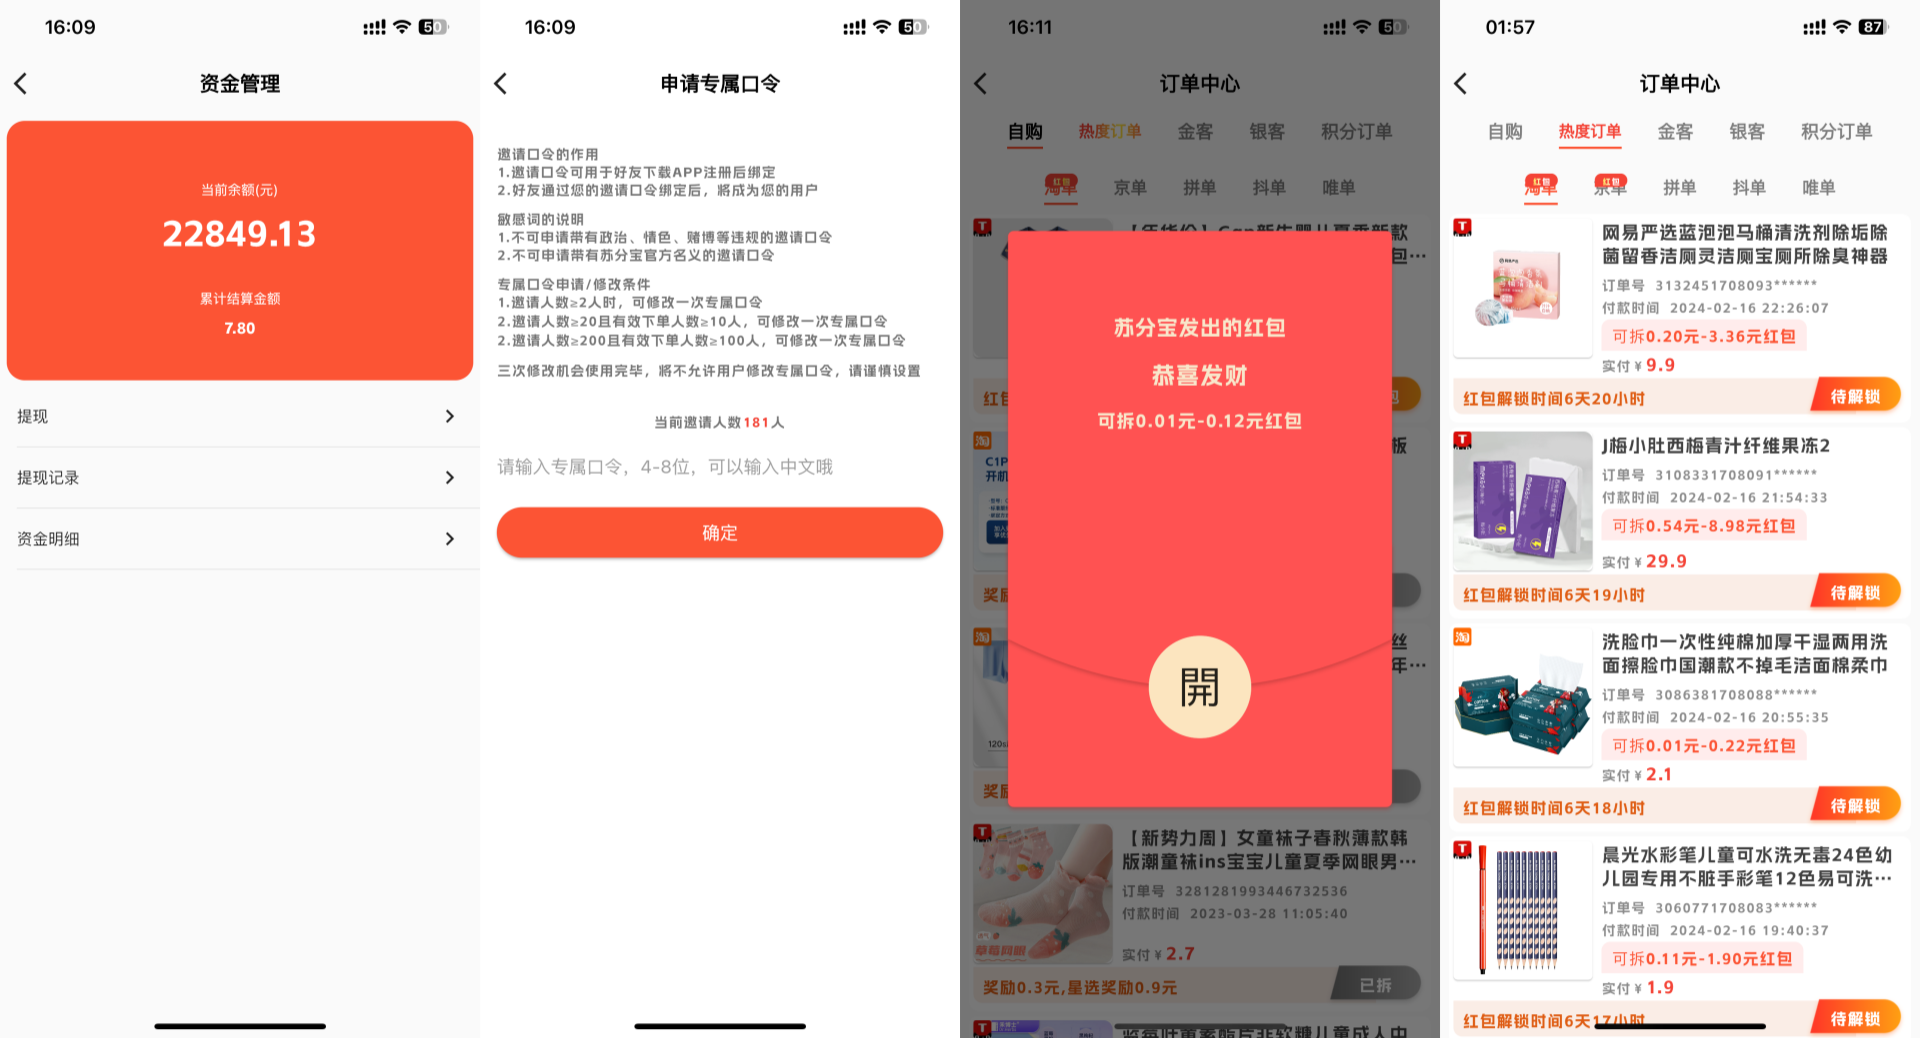 16:09
50
资金管理
当前余额(元)
22849.13
累计结算金额
7.80
提现
提现记录
资金明细
16:09
50
申请专属口令
邀请口令的作用
1.邀请口令可用于好友下载APP注册后绑定
2.好友通过您的邀请口令绑定后，将成为您的用户
敏感词的说明
1.不可申请带有政治、情色、赌博等违规的邀请口令
2.不可申请带有苏分宝官方名义的邀请口令
专属口令申请/修改条件
1.邀请人数≥2人时，可修改一次专属口令
2.邀请人数≥20且有效下单人数≥10人，可修改一次专属口令
2.邀请人数≥200且有效下单人数≥100人，可修改一次专属口令
三次修改机会使用完毕，将不允许用户修改专属口令，请谨慎设置
当前邀请人数181人
请输入专属口令，4-8位，可以输入中文哦
确定
16:11
50
订单中心
自购 热度订单 金客 银客 积分订单
红包
淘单 京单 拼单 抖单 唯单
苏分宝发出的红包
恭喜发财
可拆0.01元-0.12元红包
開
【新势力周】女童袜子春秋薄款韩
版潮童袜ins宝宝儿童夏季网眼男…
订单号 3281281993446732536
付款时间 2023-03-28 11:05:40
实付￥2.7
草莓网眼
奖励0.3元,星选奖励0.9元
已拆
01:57
87
订单中心
自购 热度订单 金客 银客 积分订单
红包 红包
淘单 京单 拼单 抖单 唯单
网易严选蓝泡泡马桶清洗剂除垢除
菌留香洁厕灵洁厕宝厕所除臭神器
订单号 3132451708093******
付款时间 2024-02-16 22:26:07
可拆0.20元-3.36元红包
实付￥9.9
红包解锁时间6天20小时
待解锁
J梅小肚西梅青汁纤维果冻2
订单号 3108331708091******
付款时间 2024-02-16 21:54:33
可拆0.54元-8.98元红包
实付￥29.9
红包解锁时间6天19小时
待解锁
淘
洗脸巾一次性纯棉加厚干湿两用洗
面擦脸巾国潮款不掉毛洁面棉柔巾
订单号 3086381708088******
付款时间 2024-02-16 20:55:35
可拆0.01元-0.22元红包
实付￥2.1
红包解锁时间6天18小时
待解锁
晨光水彩笔儿童可水洗无毒24色幼
儿园专用不脏手彩笔12色易可洗…
订单号 3060771708083******
付款时间 2024-02-16 19:40:37
可拆0.11元-1.90元红包
实付￥1.9
红包解锁时间6天17小时
待解锁